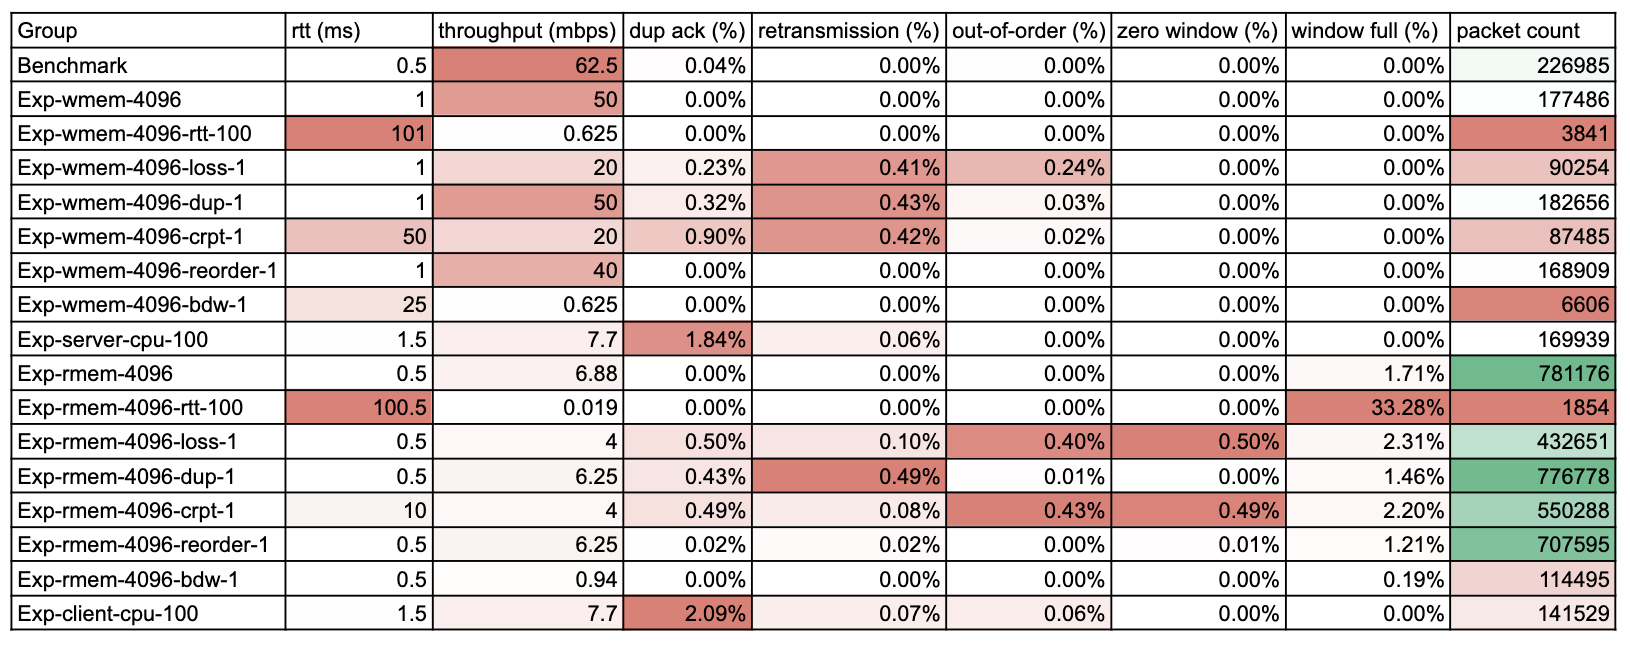 Group rtt (ms) throughput (mbps) dup ack (%) retransmission (%) out-of-order (%) zero window (%) window full (%) packet count
Benchmark 0.5 62.5 0.04% 0.00% 0.00% 0.00% 0.00% 226985
Exp-wmem-4096 1 50 0.00% 0.00% 0.00% 0.00% 0.00% 177486
Exp-wmem-4096-rtt-100 101 0.625 0.00% 0.00% 0.00% 0.00% 0.00% 3841
Exp-wmem-4096-loss-1 1 20 0.23% 0.41% 0.24% 0.00% 0.00% 90254
Exp-wmem-4096-dup-1 1 50 0.32% 0.43% 0.03% 0.00% 0.00% 182656
Exp-wmem-4096-crpt-1 50 20 0.90% 0.42% 0.02% 0.00% 0.00% 87485
Exp-wmem-4096-reorder-1 1 40 0.00% 0.00% 0.00% 0.00% 0.00% 168909
Exp-wmem-4096-bdw-1 25 0.625 0.00% 0.00% 0.00% 0.00% 0.00% 6606
Exp-server-cpu-100 1.5 7.7 1.84% 0.06% 0.00% 0.00% 0.00% 169939
Exp-rmem-4096 0.5 6.88 0.00% 0.00% 0.00% 0.00% 1.71% 781176
Exp-rmem-4096-rtt-100 100.5 0.019 0.00% 0.00% 0.00% 0.00% 33.28% 1854
Exp-rmem-4096-loss-1 0.5 4 0.50% 0.10% 0.40% 0.50% 2.31% 432651
Exp-rmem-4096-dup-1 0.5 6.25 0.43% 0.49% 0.01% 0.00% 1.46% 776778
Exp-rmem-4096-crpt-1 10 4 0.49% 0.08% 0.43% 0.49% 2.20% 550288
Exp-rmem-4096-reorder-1 0.5 6.25 0.02% 0.02% 0.00% 0.01% 1.21% 707595
Exp-rmem-4096-bdw-1 0.5 0.94 0.00% 0.00% 0.00% 0.00% 0.19% 114495
Exp-client-cpu-100 1.5 7.7 2.09% 0.07% 0.06% 0.00% 0.00% 141529